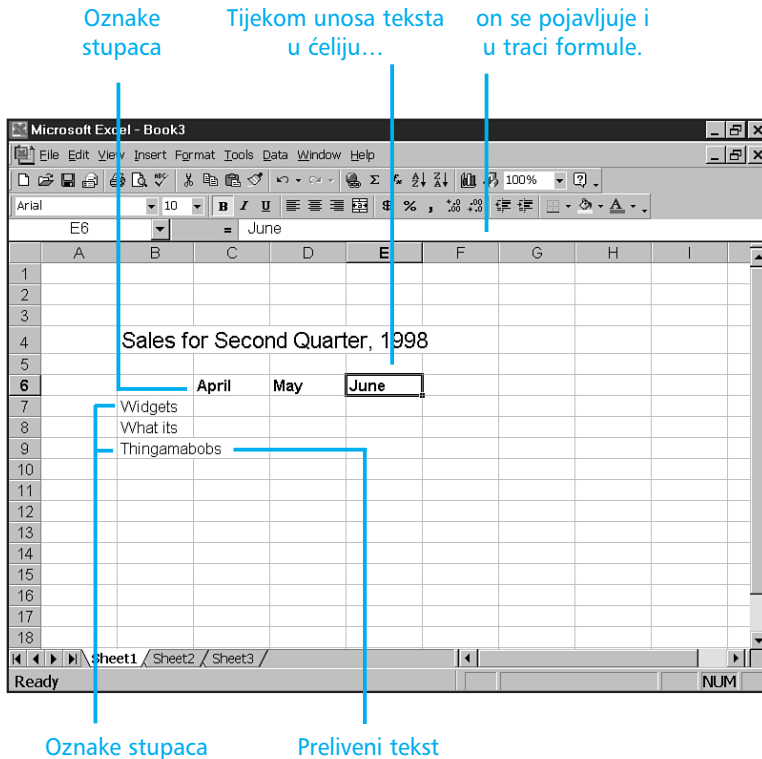 Oznake
stupaca
Tijekom unosa teksta
u ćeliju…
on se pojavljuje i
u traci formule.
Microsoft Excel - Book3
File Edit View Insert Format Tools Data Window Help
100%
Arial 10 B I U $ % ,
E6 = June
A B C D E F G H I
1
2
3
4 Sales for Second Quarter, 1998
5
6 April May June
7 Widgets
8 What its
9 Thingamabobs
10
11
12
13
14
15
16
17
18
Sheet1 Sheet2 Sheet3
Ready NUM
Oznake stupaca
Preliveni tekst